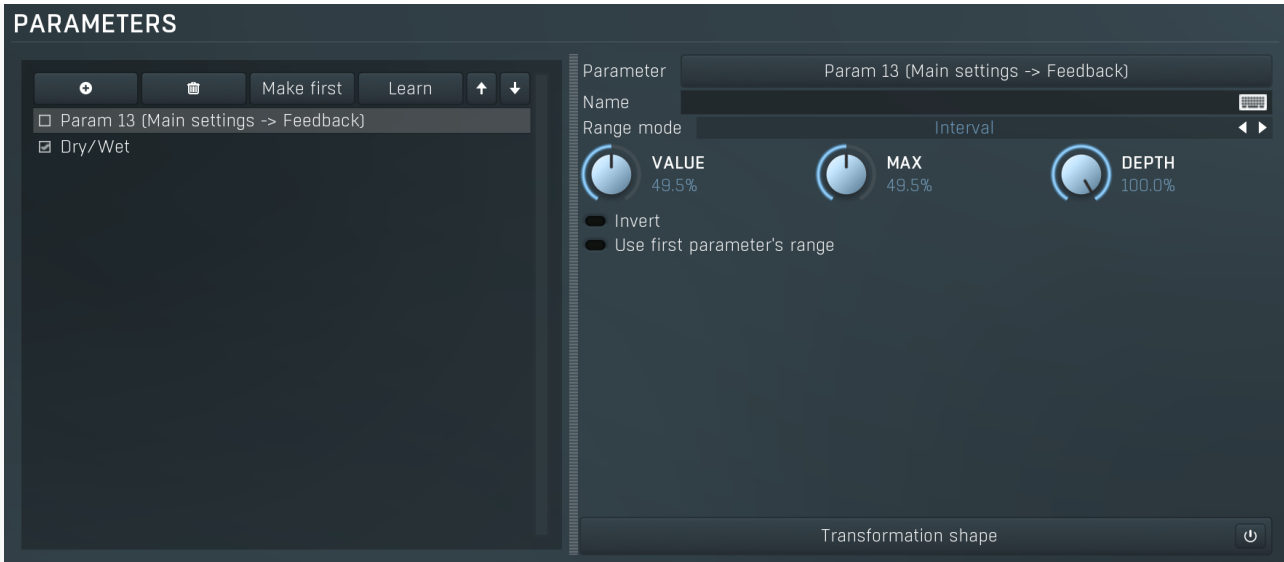 PARAMETERS
Make first
Learn
Param 13 (Main settings -> Feedback)
Dry/Wet
Parameter
Param 13 (Main settings -> Feedback)
Name
Range mode
Interval
VALUE
49.5%
MAX
49.5%
DEPTH
100.0%
Invert
Use first parameter's range
Transformation shape